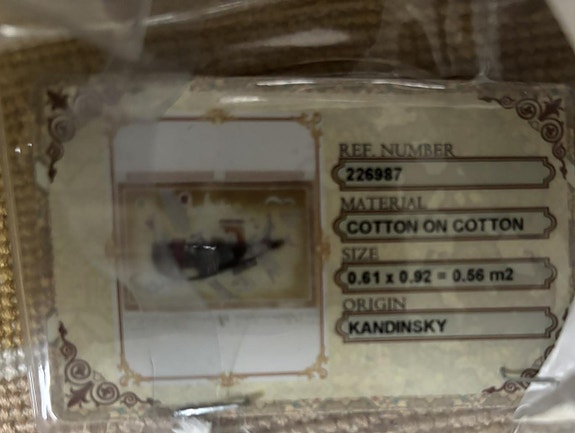 REF. NUMBER
226987
MATERIAL
COTTON ON COTTON
SIZE
0.61 x 0.92 = 0.56 m2
ORIGIN
KANDINSKY